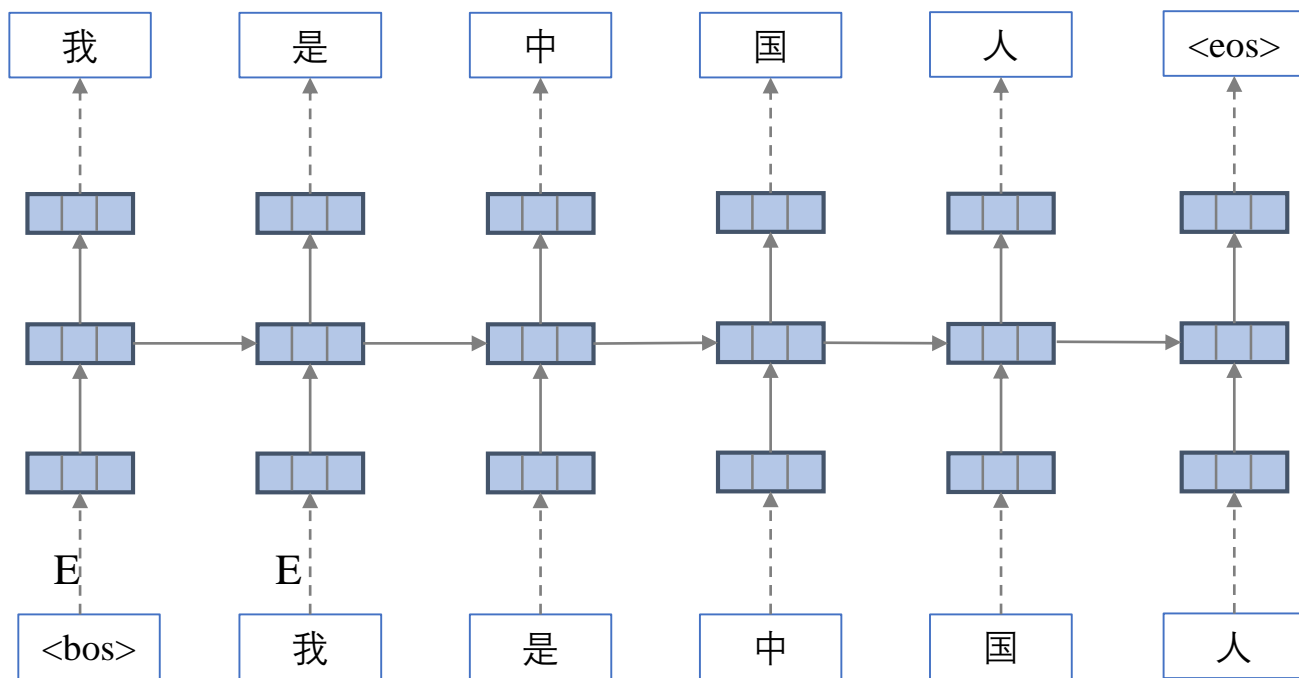 我 是 中 国 人 <eos>
E E
<bos> 我 是 中 国 人